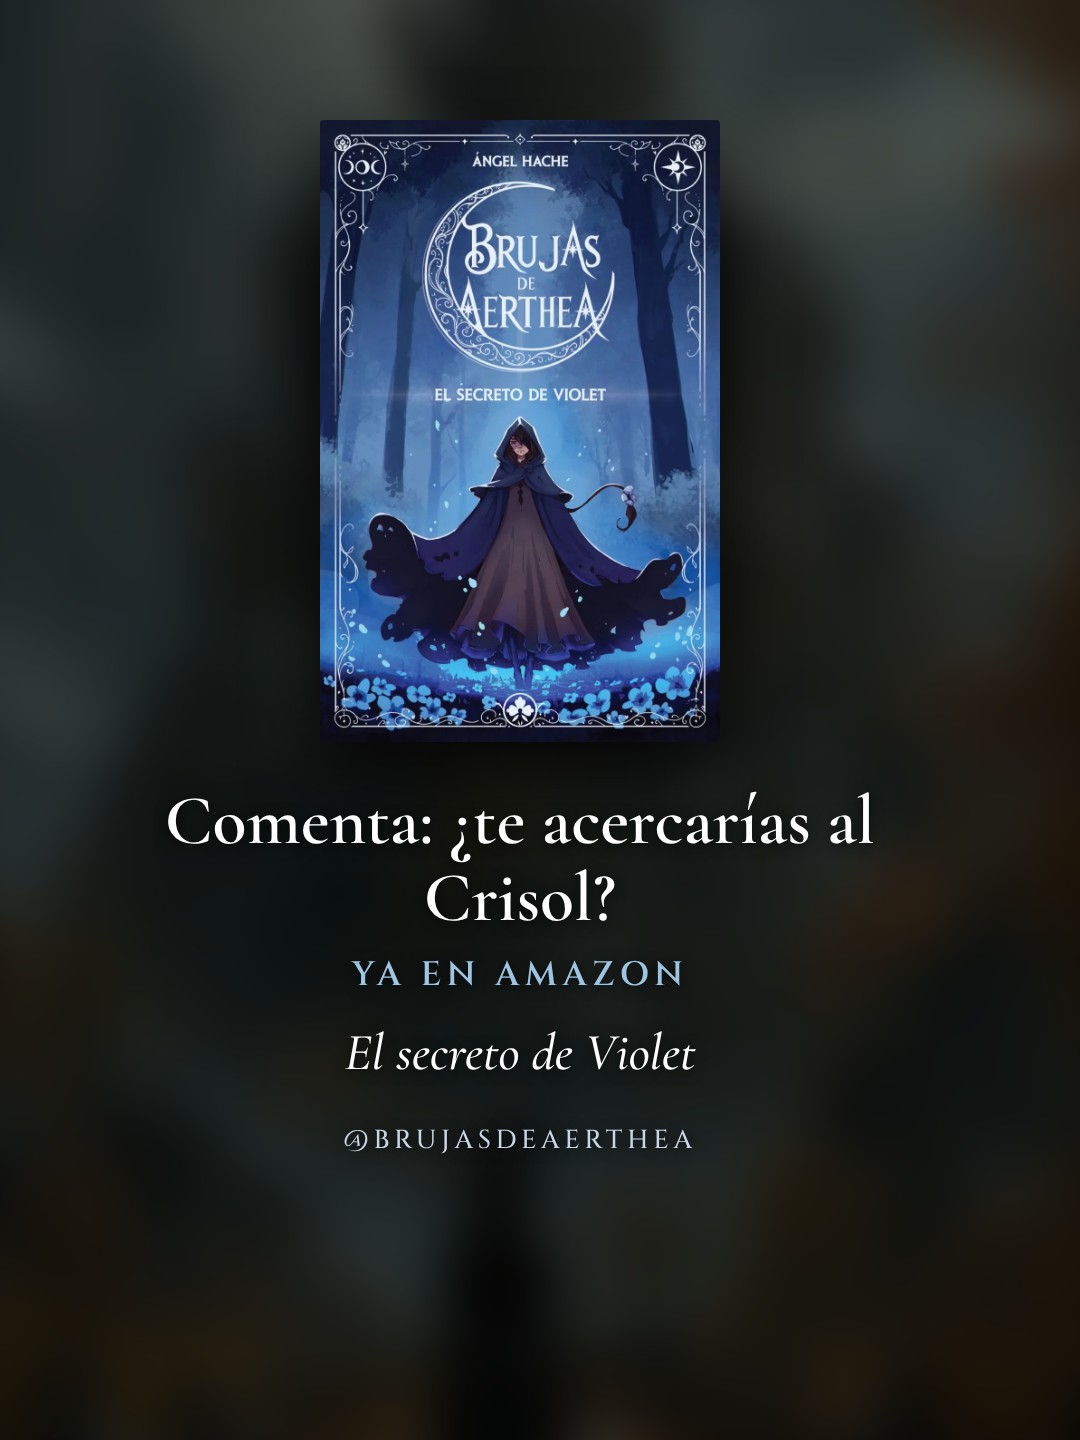 ÁNGEL HACHE
BRUJAS
DE
AERTHEA
EL SECRETO DE VIOLET
Comenta: ¿te acercarías al
Crisol?
YA EN AMAZON
El secreto de Violet
@BRUJASDEAERTHEA